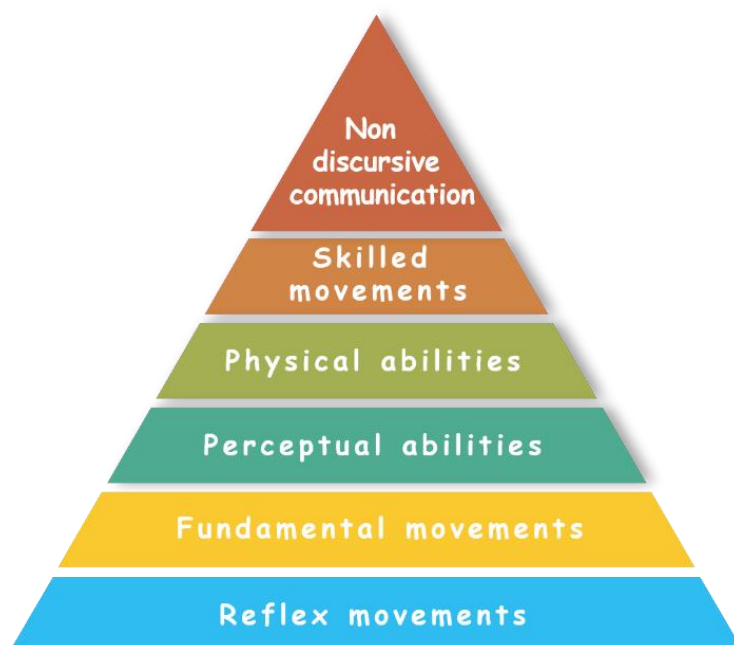 Non
discursive
communication
Skilled
movements
Physical abilities
Perceptual abilities
Fundamental movements
Reflex movements